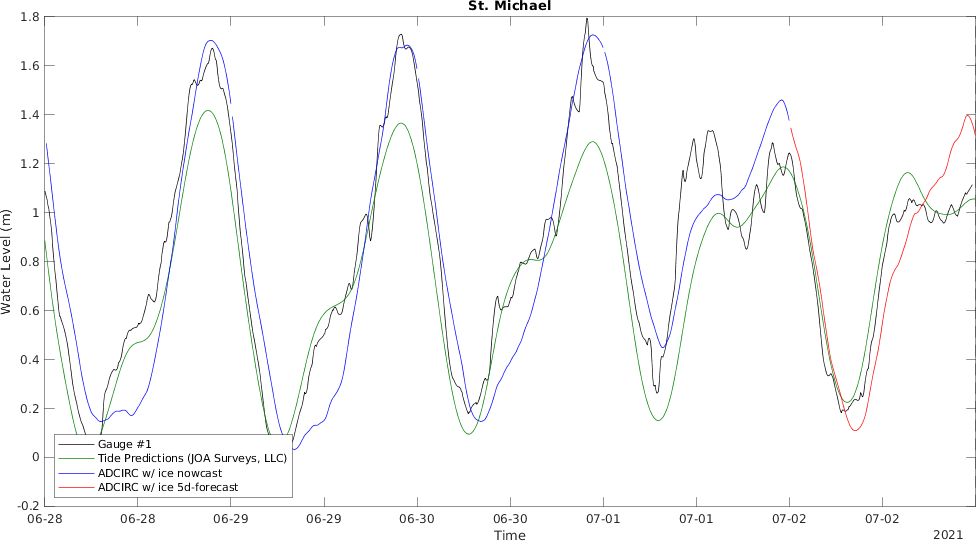 St. Michael
1.8
1.6
1.4
1.2
1
0.8
0.6
0.4
0.2
0
-0.2
Water Level (m)
Gauge #1
Tide Predictions (JOA Surveys, LLC)
ADCIRC w/ ice nowcast
ADCIRC w/ ice 5d-forecast
06-28 06-28 06-29 06-29 06-30 06-30 07-01 07-01 07-02 07-02
Time
2021